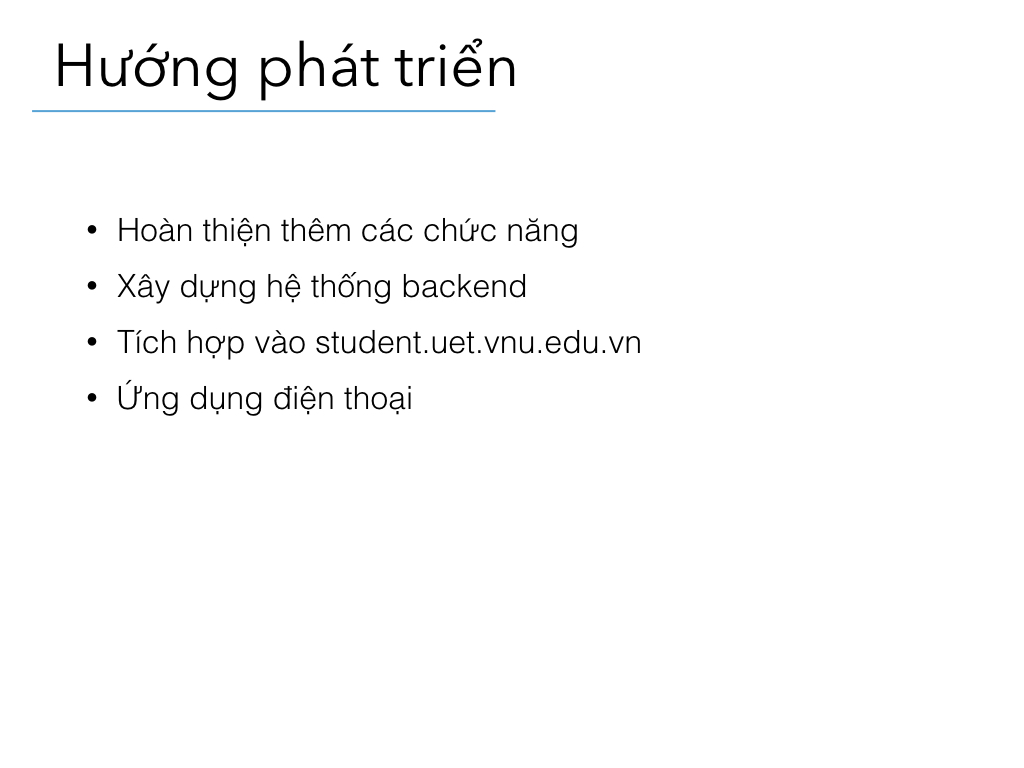 Hướng phát triển
• Hoàn thiện thêm các chức năng
• Xây dựng hệ thống backend
• Tích hợp vào student.uet.vnu.edu.vn
• Ứng dụng điện thoại